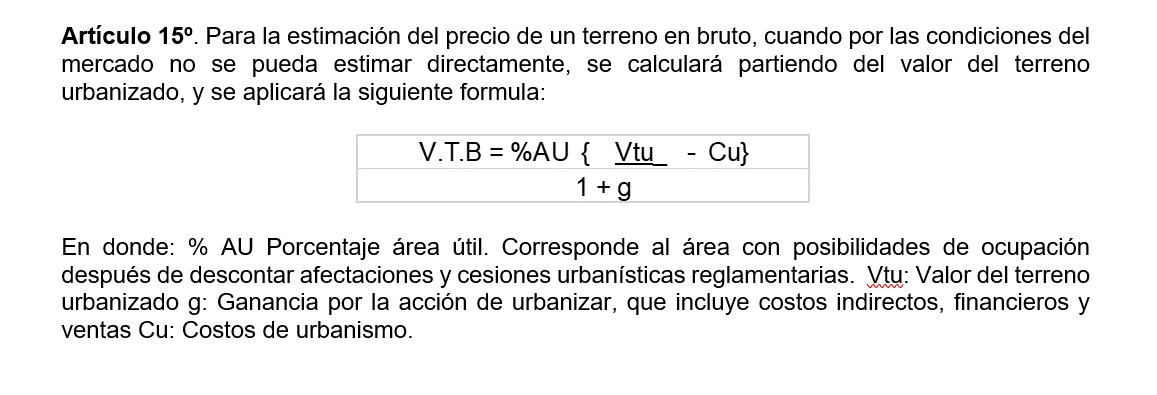 Artículo 15º. Para la estimación del precio de un terreno en bruto, cuando por las condiciones del
mercado no se pueda estimar directamente, se calculará partiendo del valor del terreno
urbanizado, y se aplicará la siguiente formula:
V.T.B = %AU { Vtu_ - Cu}
1 + g
En donde: % AU Porcentaje área útil. Corresponde al área con posibilidades de ocupación
después de descontar afectaciones y cesiones urbanísticas reglamentarias. Vtu: Valor del terreno
urbanizado g: Ganancia por la acción de urbanizar, que incluye costos indirectos, financieros y
ventas Cu: Costos de urbanismo.